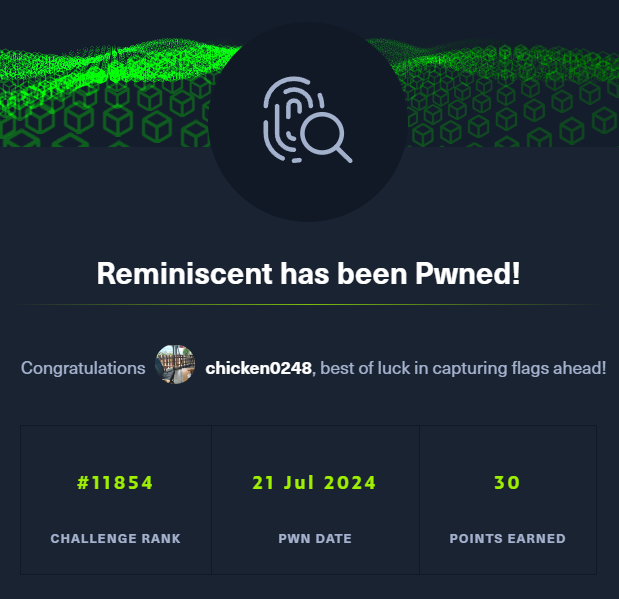 Reminiscent has been Pwned!
Congratulations chicken0248, best of luck in capturing flags ahead!
#11854 21 Jul 2024 30
CHALLENGE RANK PWN DATE POINTS EARNED